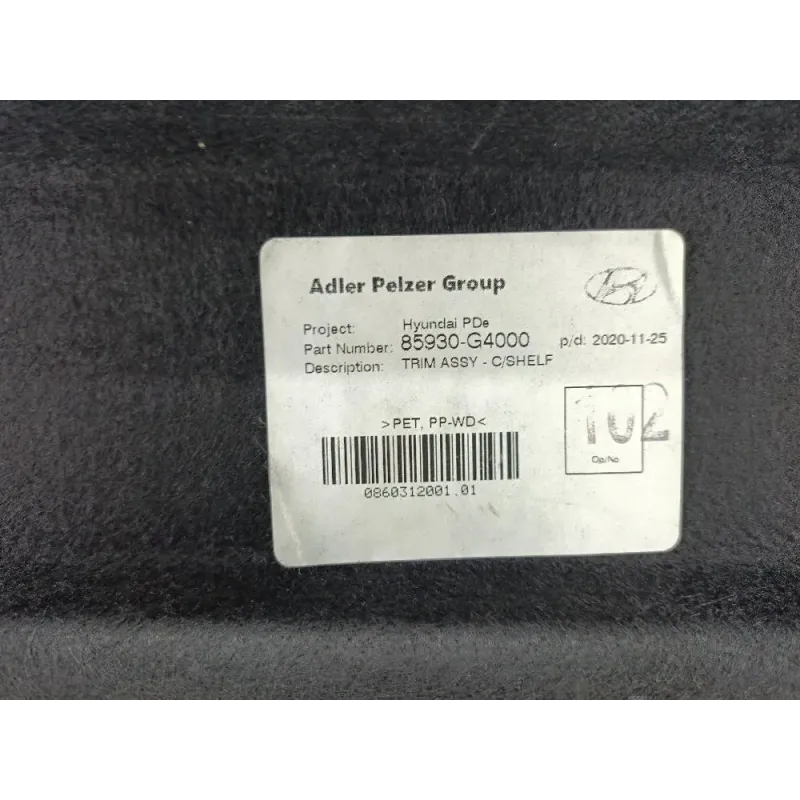 Adler Pelzer Group
Project: Hyundai PDe
Part Number: 85930-G4000 p/d: 2020-11-25
Description: TRIM ASSY - C/SHELF
>PET, PP-WD<
102
Op/No
0860312001.01